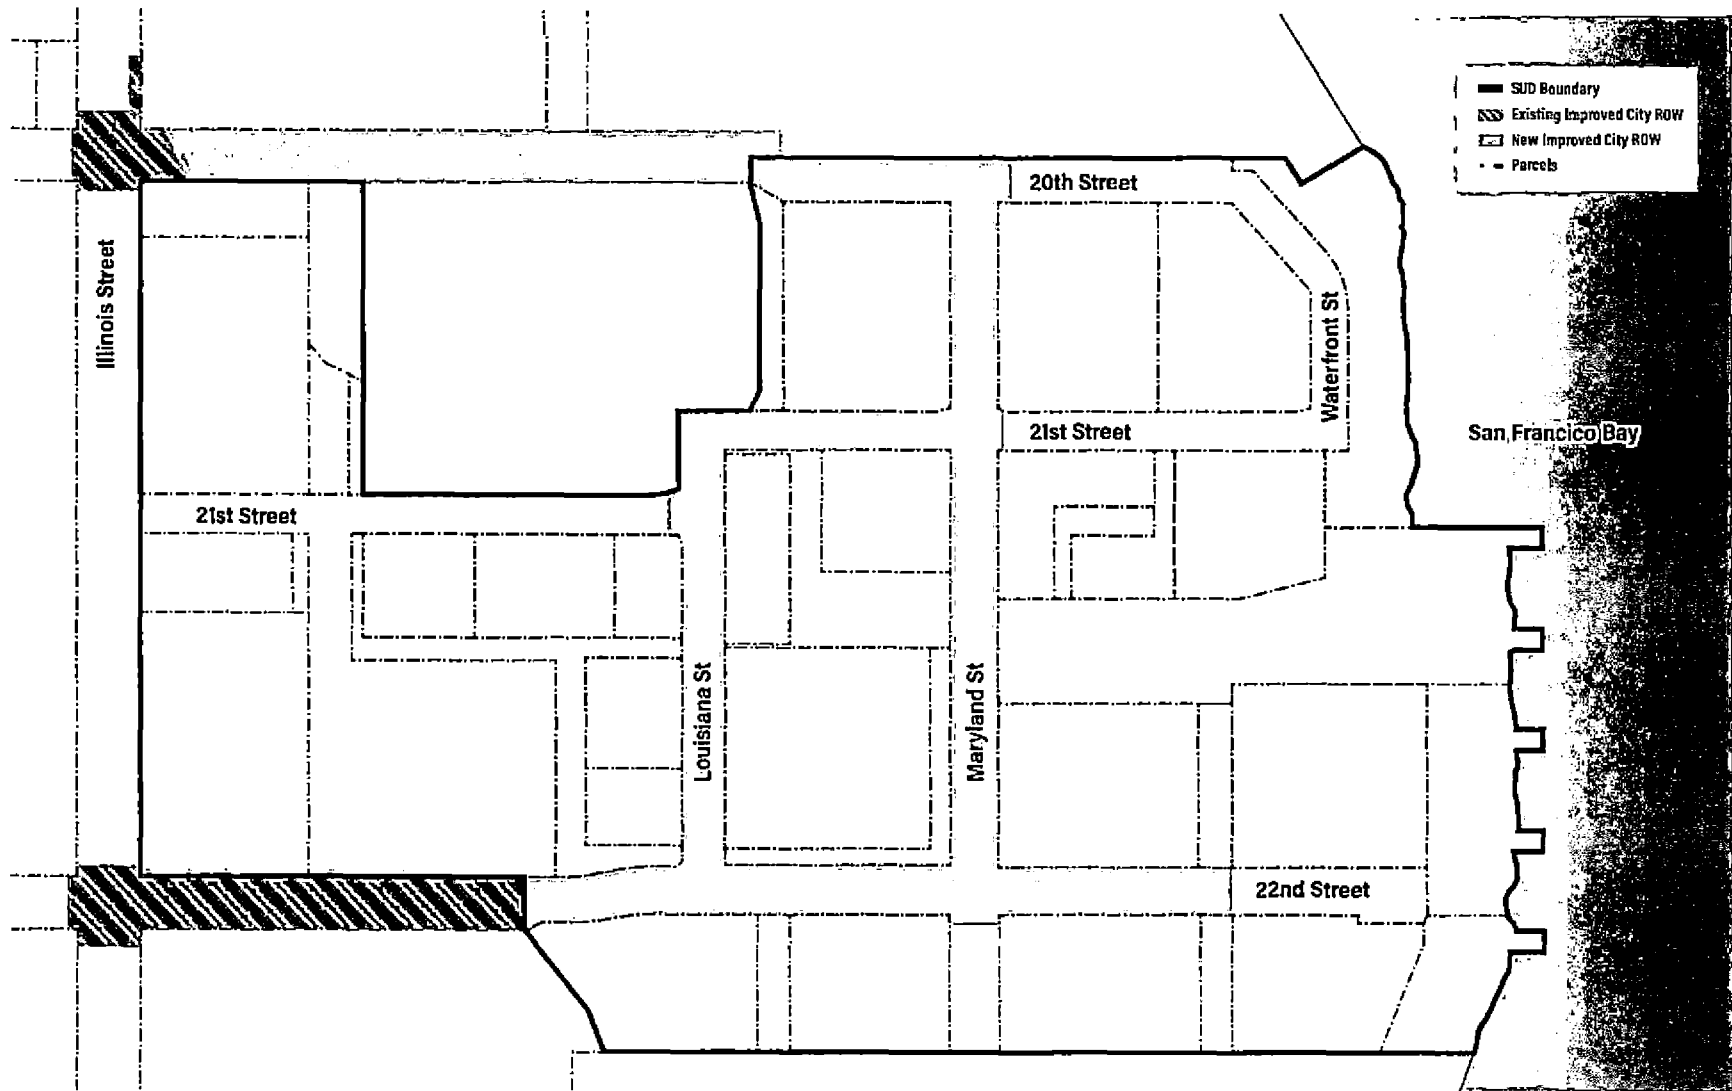 SUD Boundary
Existing Improved City ROW
New Improved City ROW
Parcels
20th Street
Illinois Street
Waterfront St
21st Street
San Francico Bay
21st Street
Louisiana St
Maryland St
22nd Street